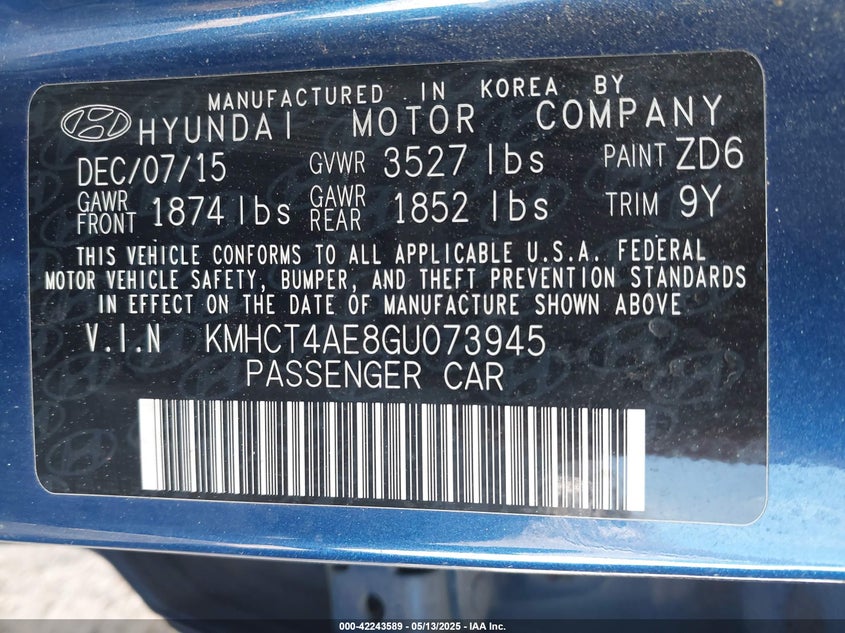 MANUFACTURED IN KOREA BY
HYUNDAI MOTOR COMPANY
DEC/07/15 GVWR 3527 lbs PAINT ZD6
GAWR FRONT 1874 lbs GAWR REAR 1852 lbs TRIM 9Y
THIS VEHICLE CONFORMS TO ALL APPLICABLE U.S.A. FEDERAL
MOTOR VEHICLE SAFETY, BUMPER, AND THEFT PREVENTION STANDARDS
IN EFFECT ON THE DATE OF MANUFACTURE SHOWN ABOVE
V.I.N KMHCT4AE8GU073945
PASSENGER CAR
000-42243589 - 05/13/2025 - IAA Inc.